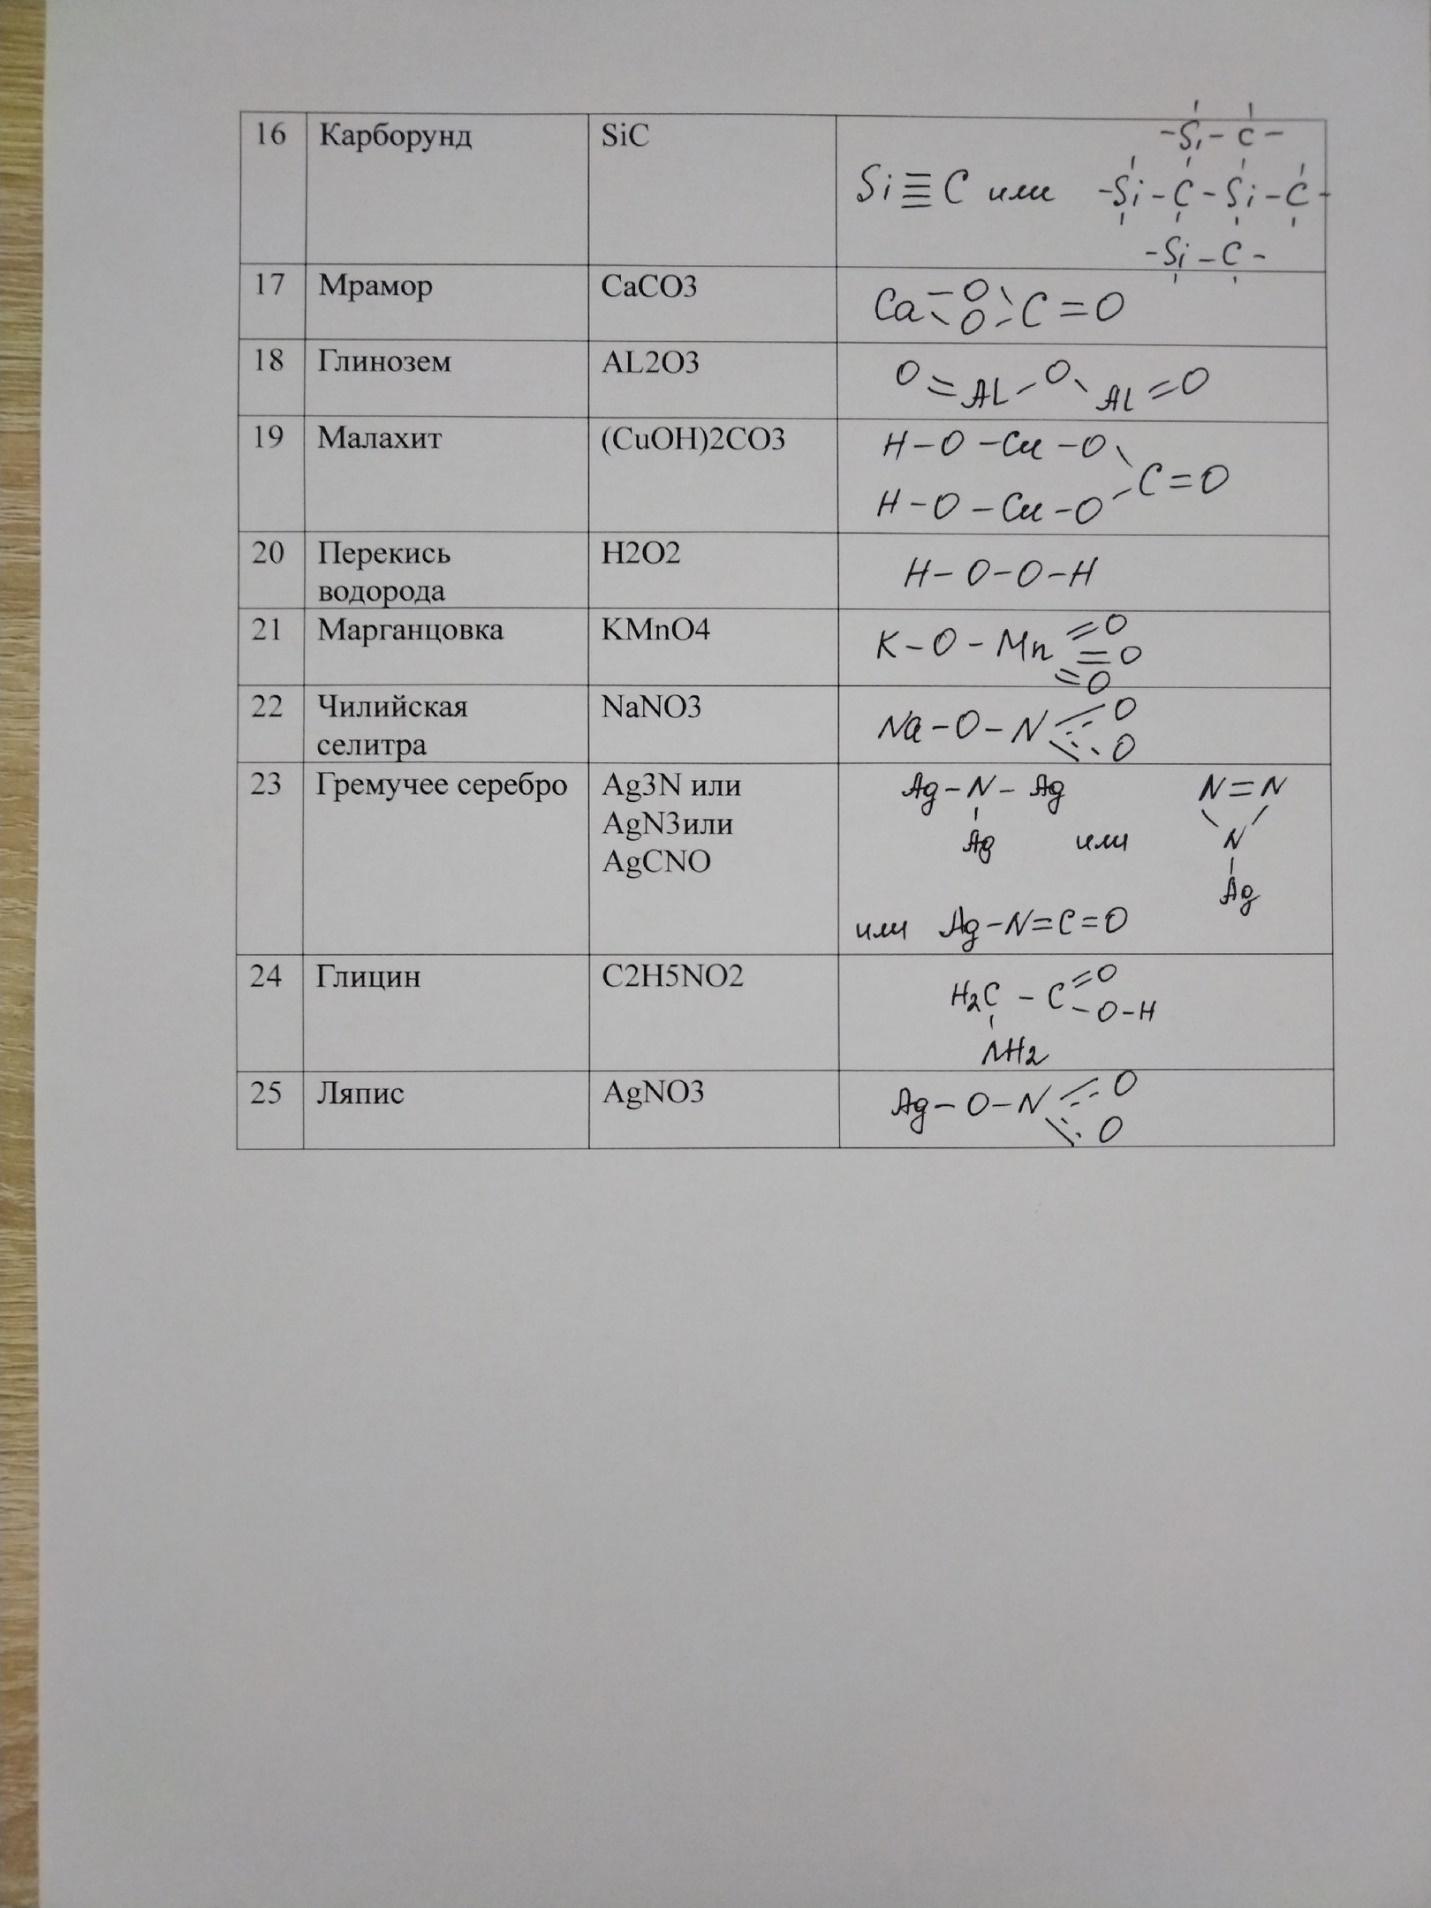 16 Карборунд SiC
-Si-C-
Si≣C или -Si-C-Si-C-
-Si-C-
17 Мрамор CaCO3
Ca O O C=O
18 Глинозем AL2O3
O=AL-O-AL=O
19 Малахит (CuOH)2CO3
H-O-Cu-O
C=O
H-O-Cu-O
20 Перекись H2O2
водорода
H-O-O-H
21 Марганцовка KMnO4
=O
K-O-Mn =O
=O
22 Чилийская NaNO3
селитра
O
Na-O-N
O
23 Гремучее серебро Ag3N или
AgN3или
AgCNO
Ag-N-Ag N=N
Ag или N
Ag
или Ag-N=C=O
24 Глицин C2H5NO2
=O
H2C-C
-O-H
NH2
25 Ляпис AgNO3
O
Ag-O-N
O